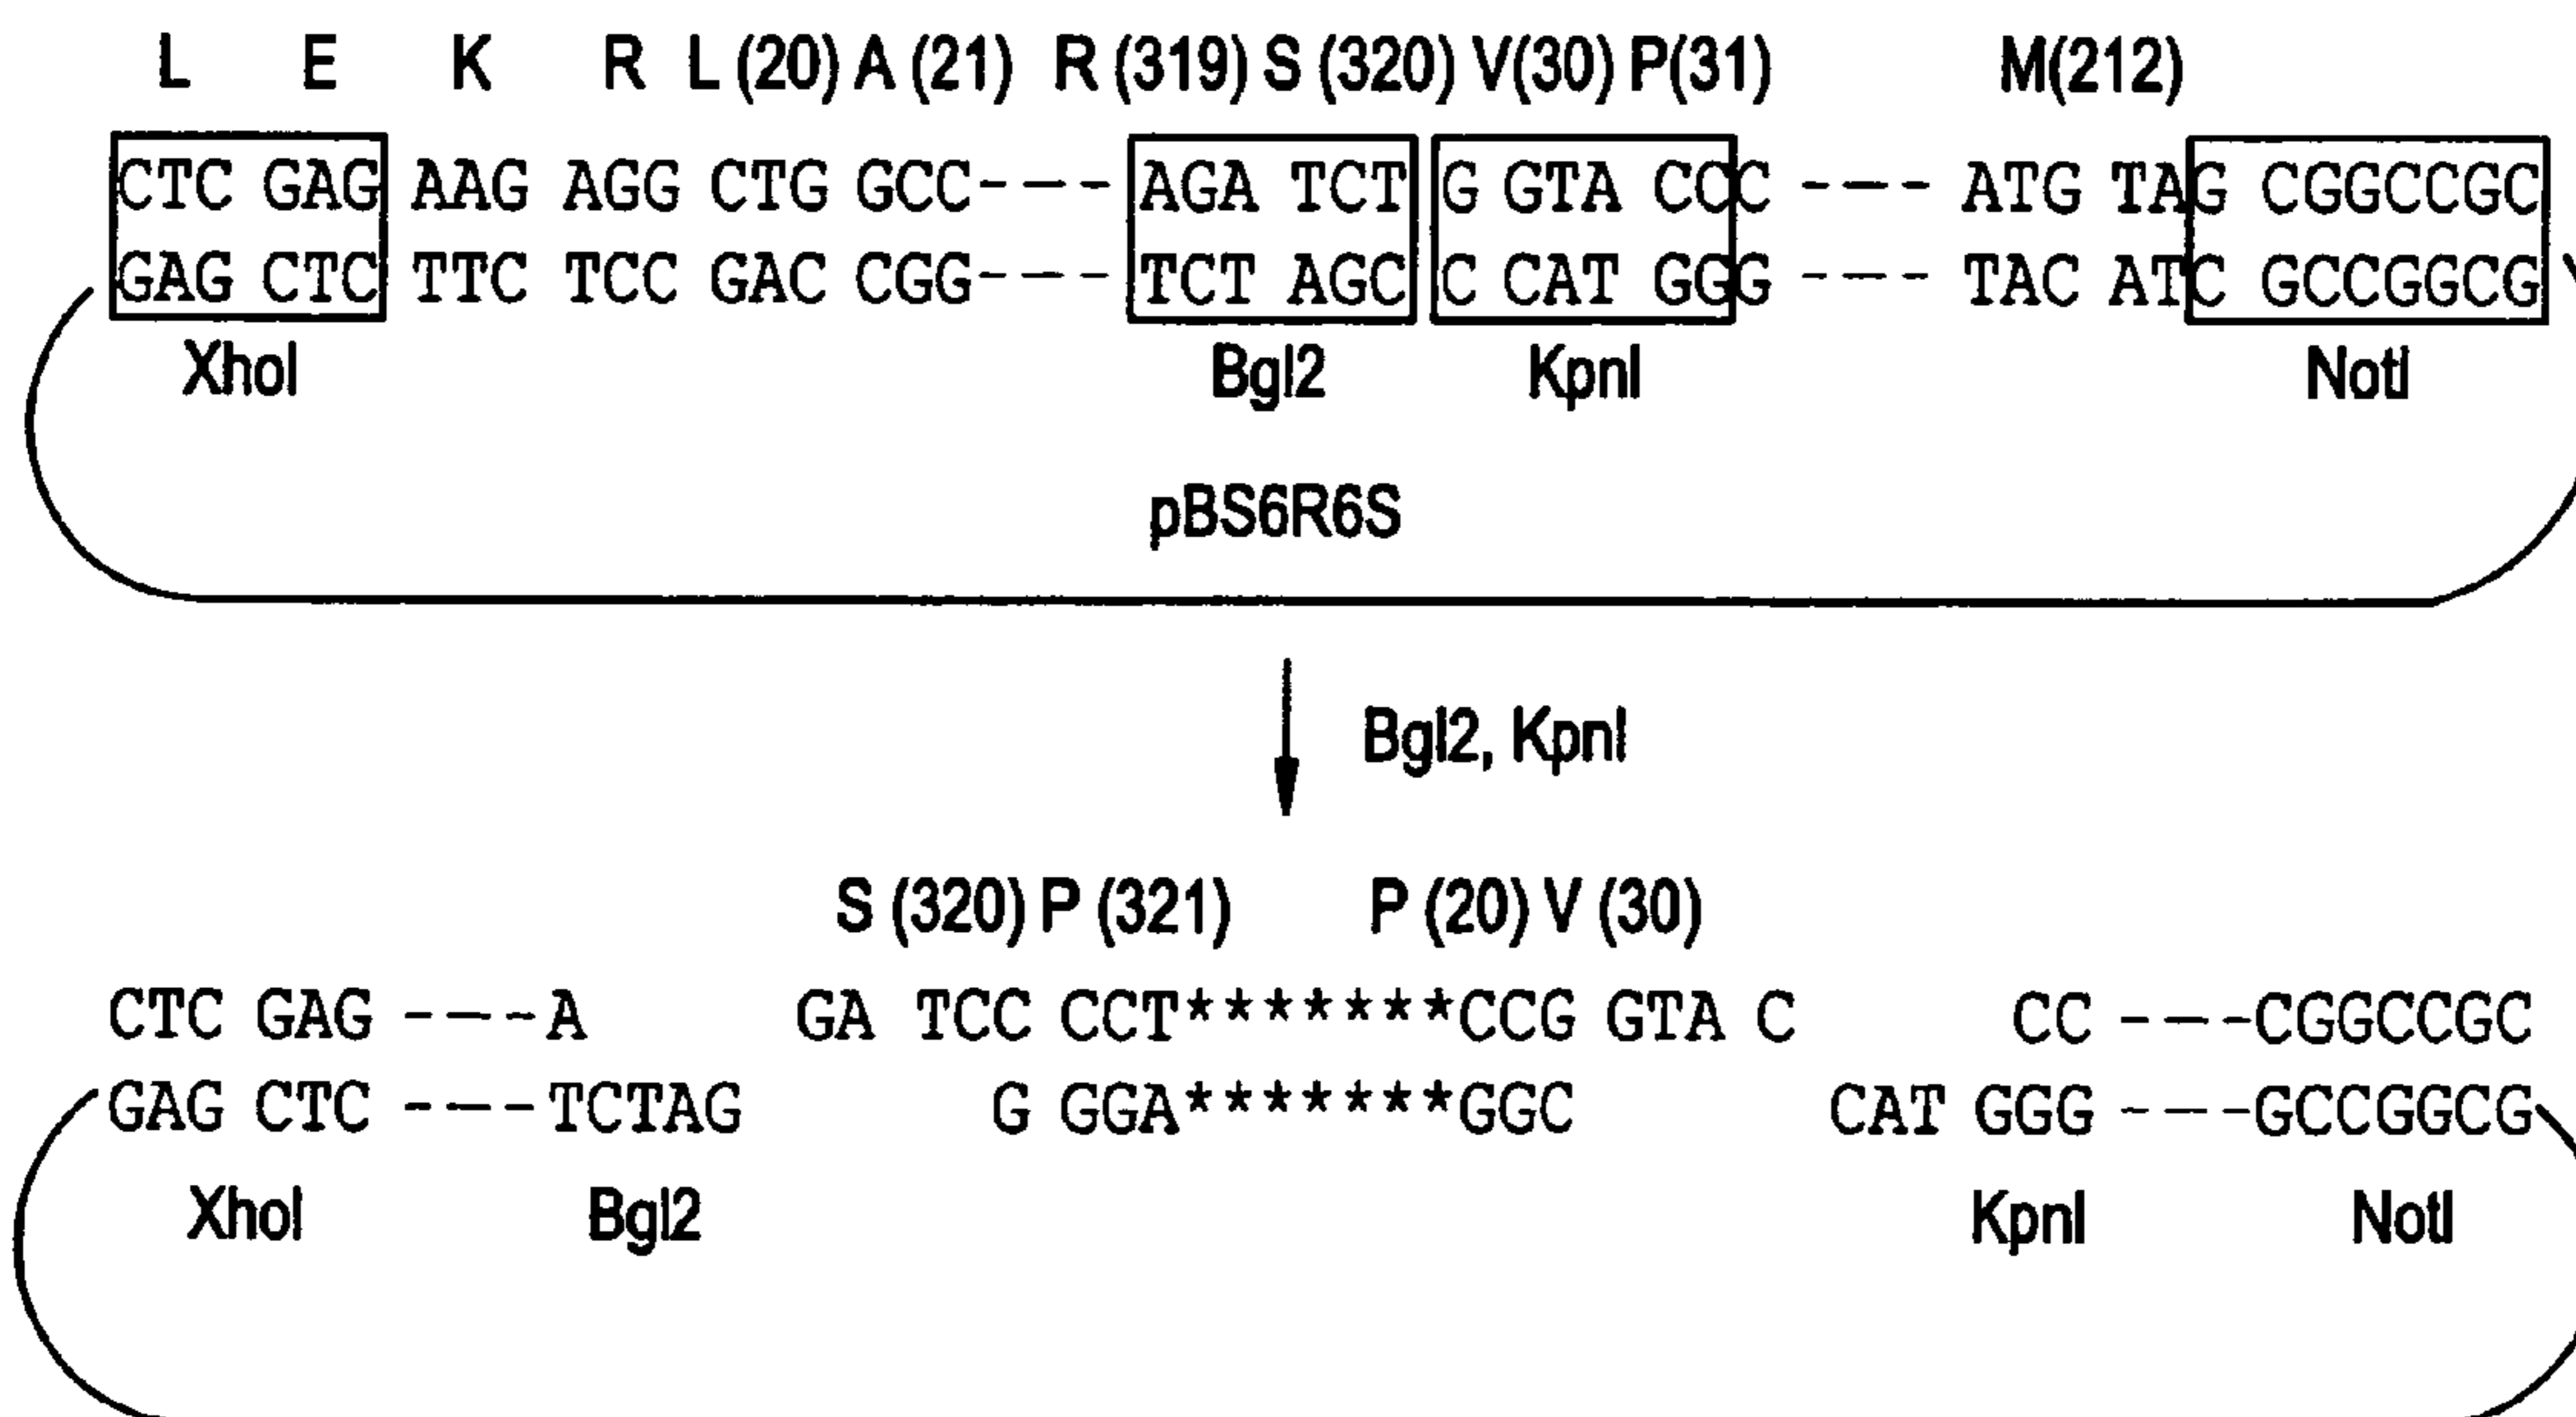 L E K R L (20) A (21) R (319) S (320) V(30) P(31) M(212)
CTC GAG AAG AGG CTG GCC---- AGA TCT G GTA CCC ---- ATG TAG CGGCCGC
GAG CTC TTC TCC GAC CGG---- TCT AGC C CAT GGG ---- TAC ATC GCCGGCG
XhoI Bgl2 KpnI NotI
pBS6R6S
Bgl2, KpnI
S (320) P (321) P (20) V (30)
CTC GAG ----A GA TCC CCT*******CCG GTA C CC ----CGGCCGC
GAG CTC ----TCTAG G GGA*******GGC CAT GGG ----GCCGGCG
XhoI Bgl2 KpnI NotI